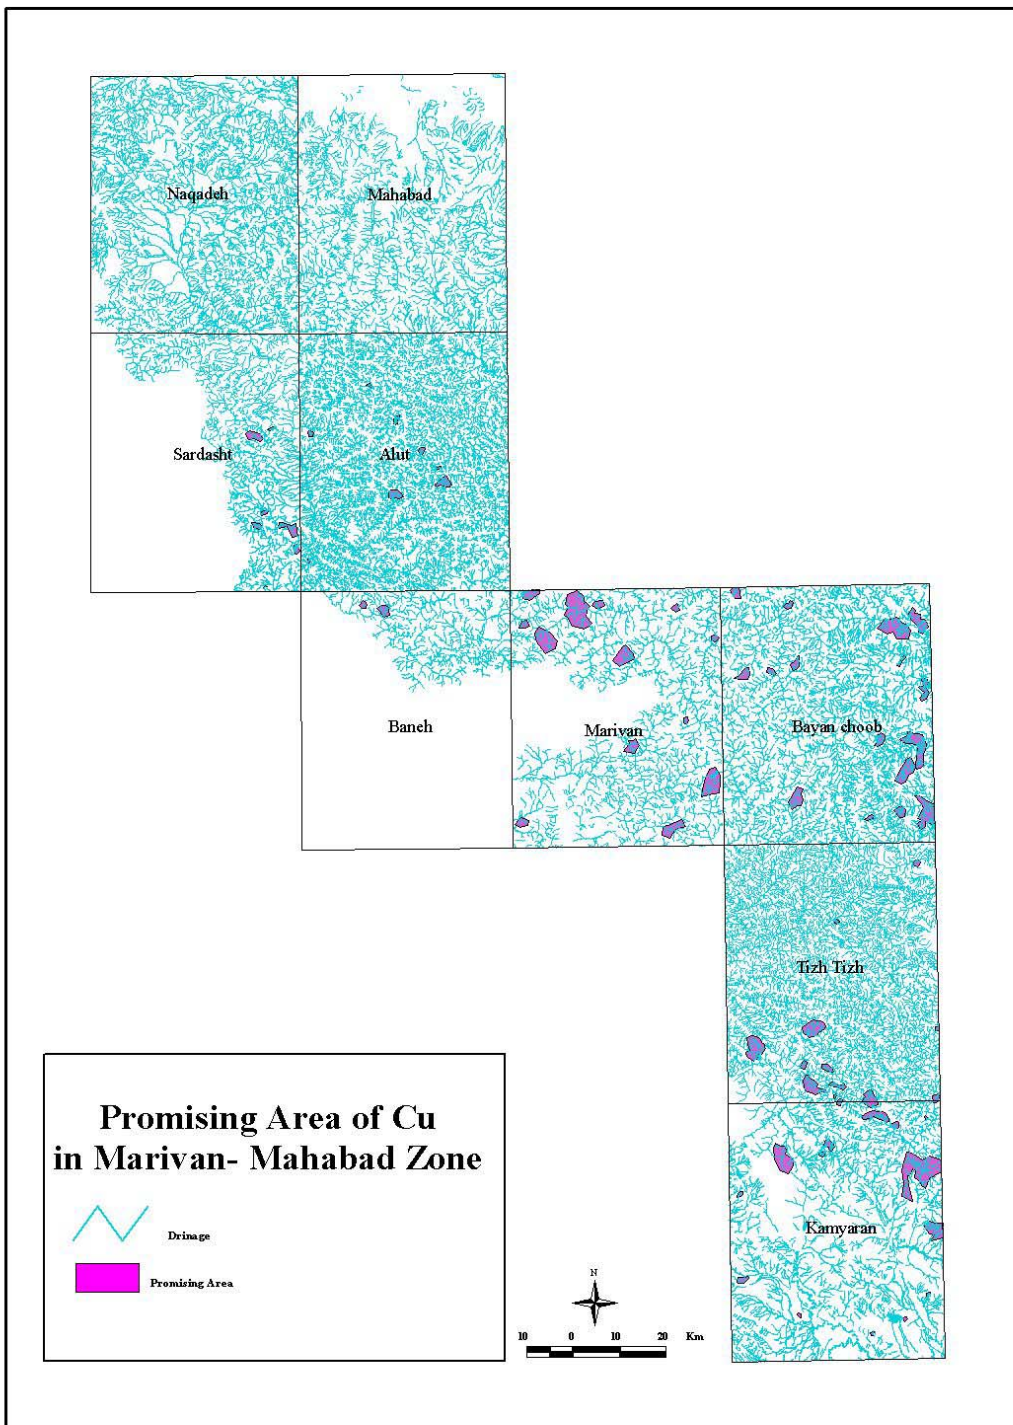 Naqadeh
Mahabad
Sardasht
Alut
Baneh
Marivan
Bayan choob
Tizh Tizh
Kamyaran
Promising Area of Cu
in Marivan- Mahabad Zone
Drinage
Promising Area
N
10 0 10 20 Km